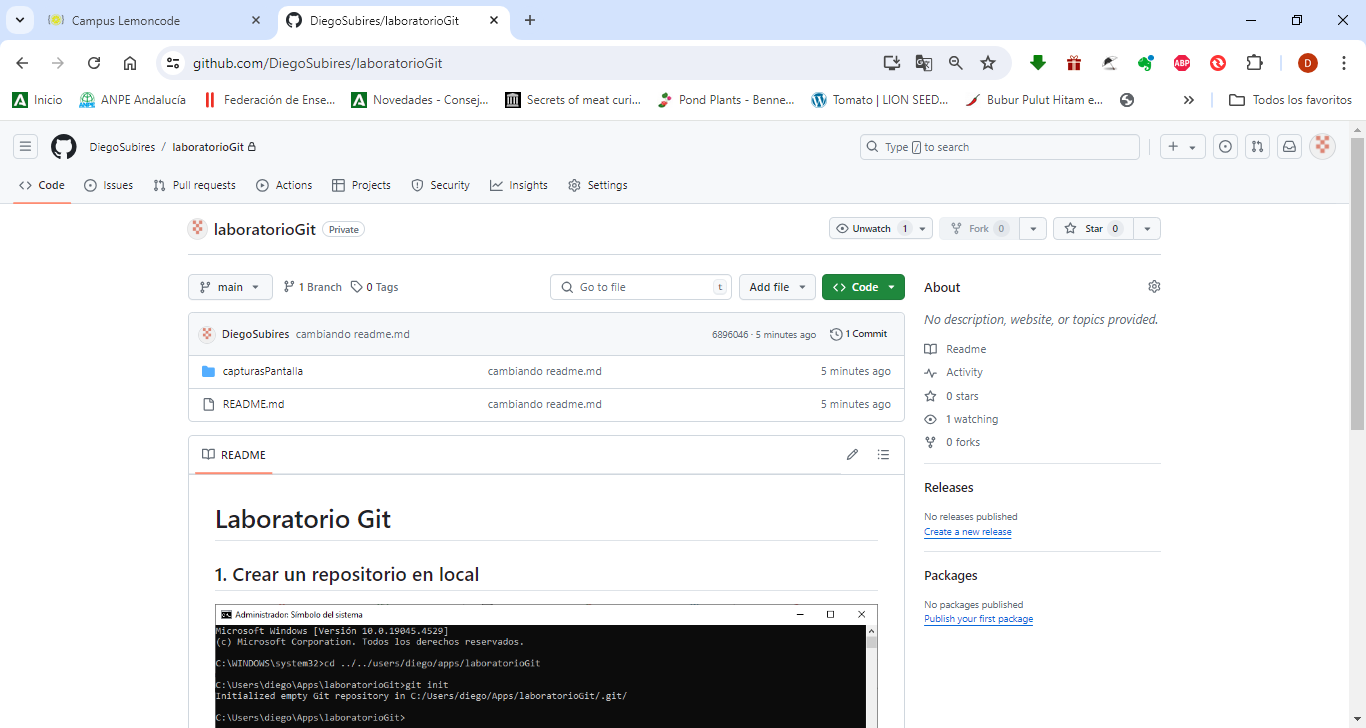 Campus Lemoncode
DiegoSubires/laboratorioGit
github.com/DiegoSubires/laboratorioGit
ABP
D
Inicio
ANPE Andalucía
Federación de Ense...
Novedades - Consej...
Secrets of meat curi...
Pond Plants - Benne...
Tomato | LION SEED...
Bubur Pulut Hitam e...
Todos los favoritos
DiegoSubires / laboratorioGit
Type / to search
Code
Issues
Pull requests
Actions
Projects
Security
Insights
Settings
laboratorioGit Private
Unwatch 1
Fork 0
Star 0
main
1 Branch
0 Tags
Go to file t
Add file
Code
About
No description, website, or topics provided.
DiegoSubires cambiando readme.md 6896046 · 5 minutes ago 1 Commit
capturasPantalla cambiando readme.md 5 minutes ago
README.md cambiando readme.md 5 minutes ago
Readme
Activity
0 stars
1 watching
0 forks
Releases
No releases published
Create a new release
Packages
No packages published
Publish your first package
README
Laboratorio Git
1. Crear un repositorio en local
Administrador: Símbolo del sistema
Microsoft Windows [Versión 10.0.19045.4529]
(c) Microsoft Corporation. Todos los derechos reservados.
C:\WINDOWS\system32>cd ../../users/diego/apps/laboratorioGit
C:\Users\diego\Apps\laboratorioGit>git init
Initialized empty Git repository in C:/Users/diego/Apps/laboratorioGit/.git/
C:\Users\diego\Apps\laboratorioGit>